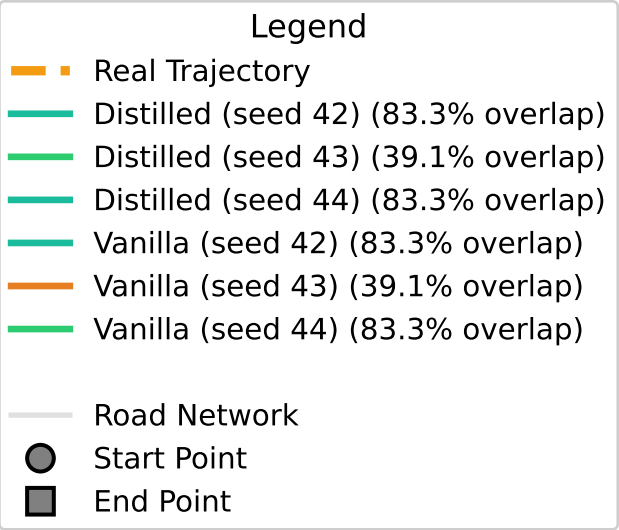 Legend
Real Trajectory
Distilled (seed 42) (83.3% overlap)
Distilled (seed 43) (39.1% overlap)
Distilled (seed 44) (83.3% overlap)
Vanilla (seed 42) (83.3% overlap)
Vanilla (seed 43) (39.1% overlap)
Vanilla (seed 44) (83.3% overlap)
Road Network
Start Point
End Point